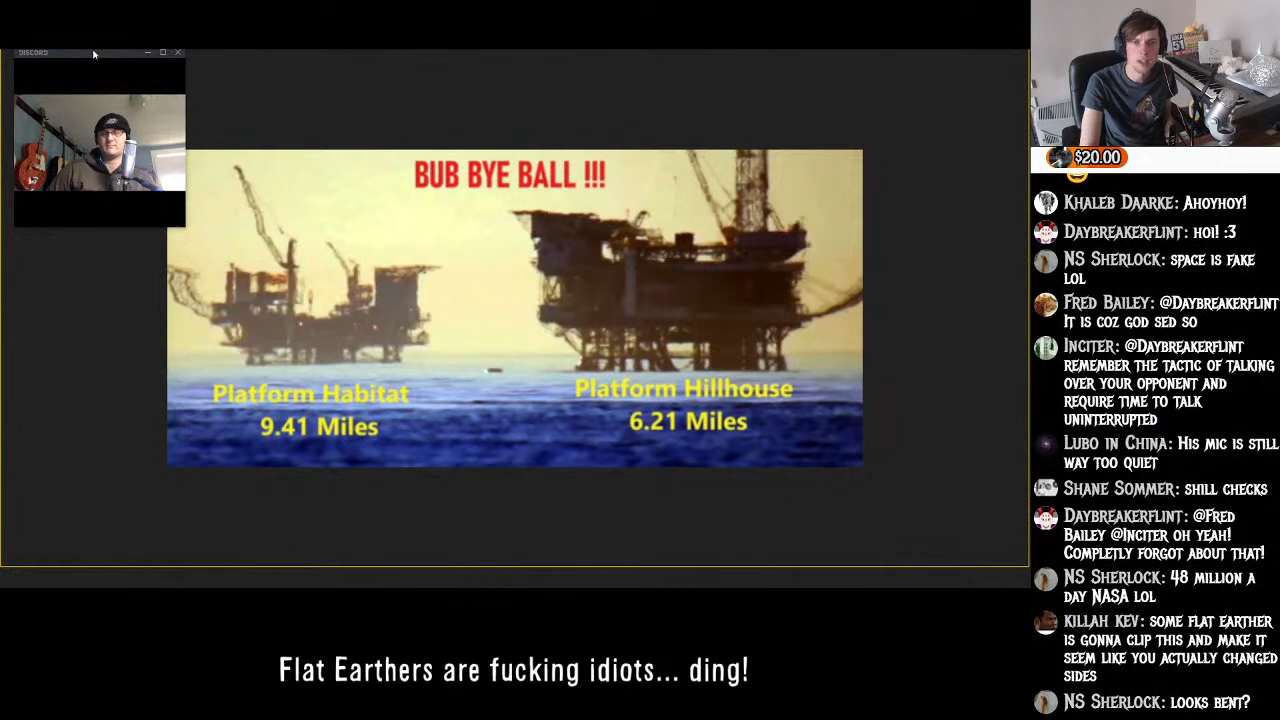 DISCORD
BUB BYE BALL !!!
Platform Habitat
9.41 Miles
Platform Hillhouse
6.21 Miles
Flat Earthers are fucking idiots... ding!
AREA
51
$20.00
Khaleb Daarke: Ahoyhoy!
Daybreakerflint: hoi! :3
NS Sherlock: space is fake
lol
Fred Bailey: @Daybreakerflint
It is coz god sed so
Inciter: @Daybreakerflint
remember the tactic of talking
over your opponent and
require time to talk
uninterrupted
Lubo in China: His mic is still
way too quiet
Shane Sommer: shill checks
Daybreakerflint: @Fred
Bailey @Inciter oh yeah!
Completly forgot about that!
NS Sherlock: 48 million a
day NASA lol
killah kev: some flat earther
is gonna clip this and make it
seem like you actually changed
sides
NS Sherlock: looks bent?